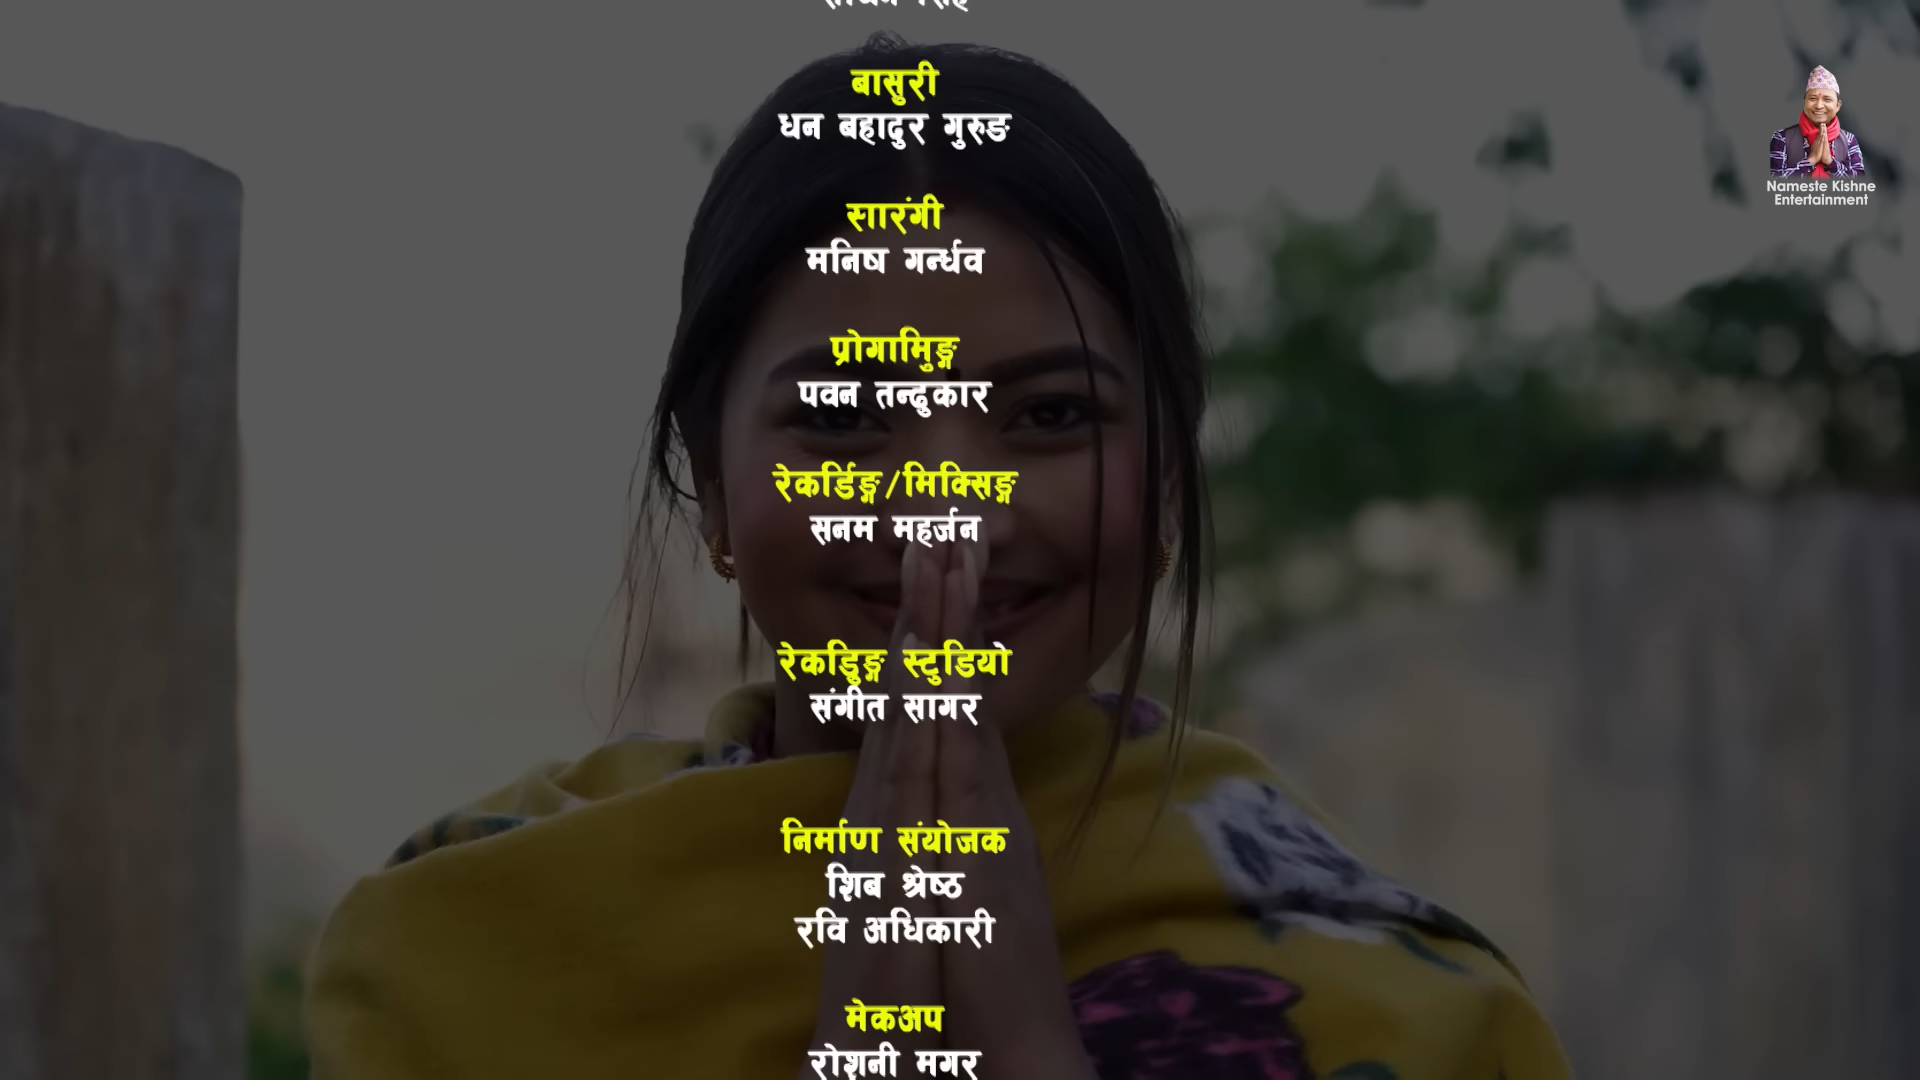 बासुरी
धन बहादुर गुरुङ
सारंगी
मनिष गर्न्धव
प्रोगामिुङ्ग
पवन तन्दुकार
रेकर्डिङ्ग/मिक्सिङ्ग
सनम महर्जन
रेकडिुङ्ग स्टुडियो
संगीत सागर
निर्माण संयोजक
शिब श्रेष्ठ
रवि अधिकारी
मेकअप
रोशनी मगर
Nameste Kishne
Entertainment